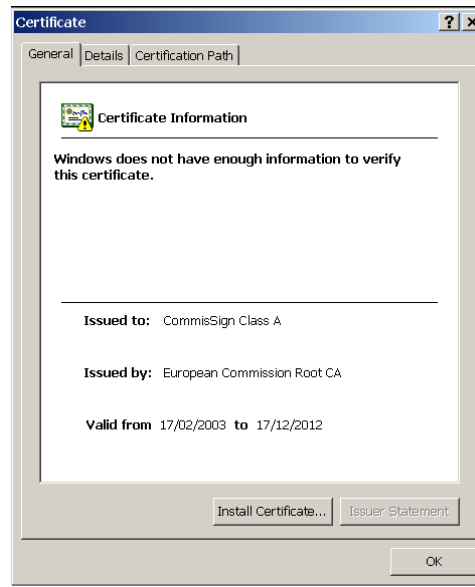 Certificate
General Details Certification Path
Certificate Information
Windows does not have enough information to verify
this certificate.
Issued to: CommisSign Class A
Issued by: European Commission Root CA
Valid from 17/02/2003 to 17/12/2012
Install Certificate... Issuer Statement
OK